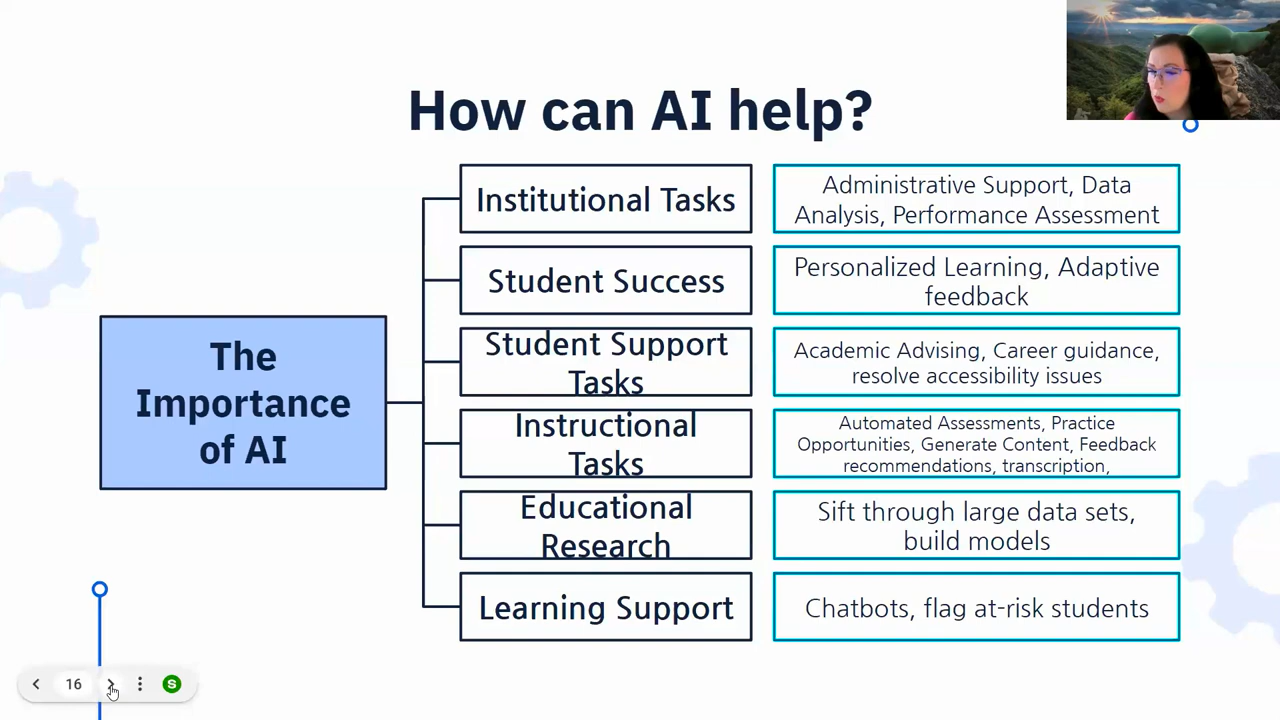 How can AI help?
The
Importance
of AI
Institutional Tasks
Administrative Support, Data
Analysis, Performance Assessment
Student Success
Personalized Learning, Adaptive
feedback
Student Support
Tasks
Academic Advising, Career guidance,
resolve accessibility issues
Instructional
Tasks
Automated Assessments, Practice
Opportunities, Generate Content, Feedback
recommendations, transcription,
Educational
Research
Sift through large data sets,
build models
Learning Support
Chatbots, flag at-risk students
16
S